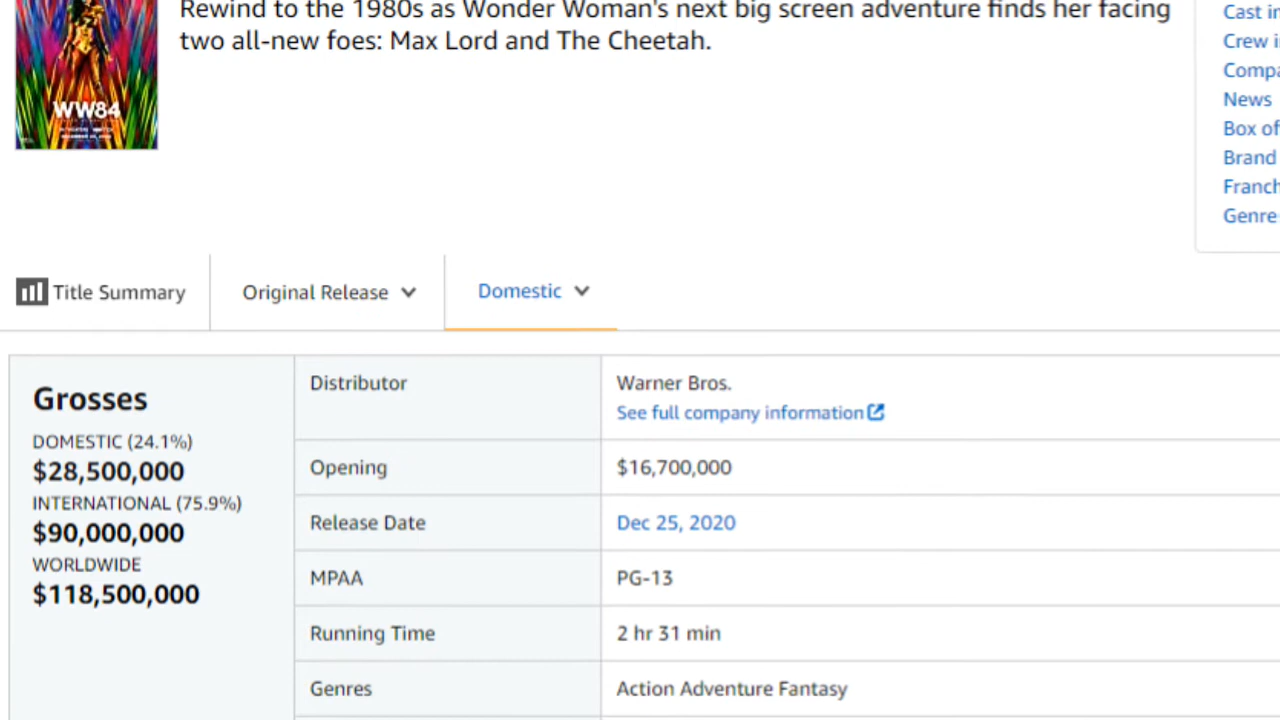 Rewind to the 1980s as Wonder Woman's next big screen adventure finds her facing
two all-new foes: Max Lord and The Cheetah.
WW84
Cast in
Crew i
Compa
News
Box of
Brand
Franch
Genre
Title Summary
Original Release
Domestic
Grosses
DOMESTIC (24.1%)
$28,500,000
INTERNATIONAL (75.9%)
$90,000,000
WORLDWIDE
$118,500,000
Distributor
Warner Bros.
See full company information
Opening
$16,700,000
Release Date
Dec 25, 2020
MPAA
PG-13
Running Time
2 hr 31 min
Genres
Action Adventure Fantasy